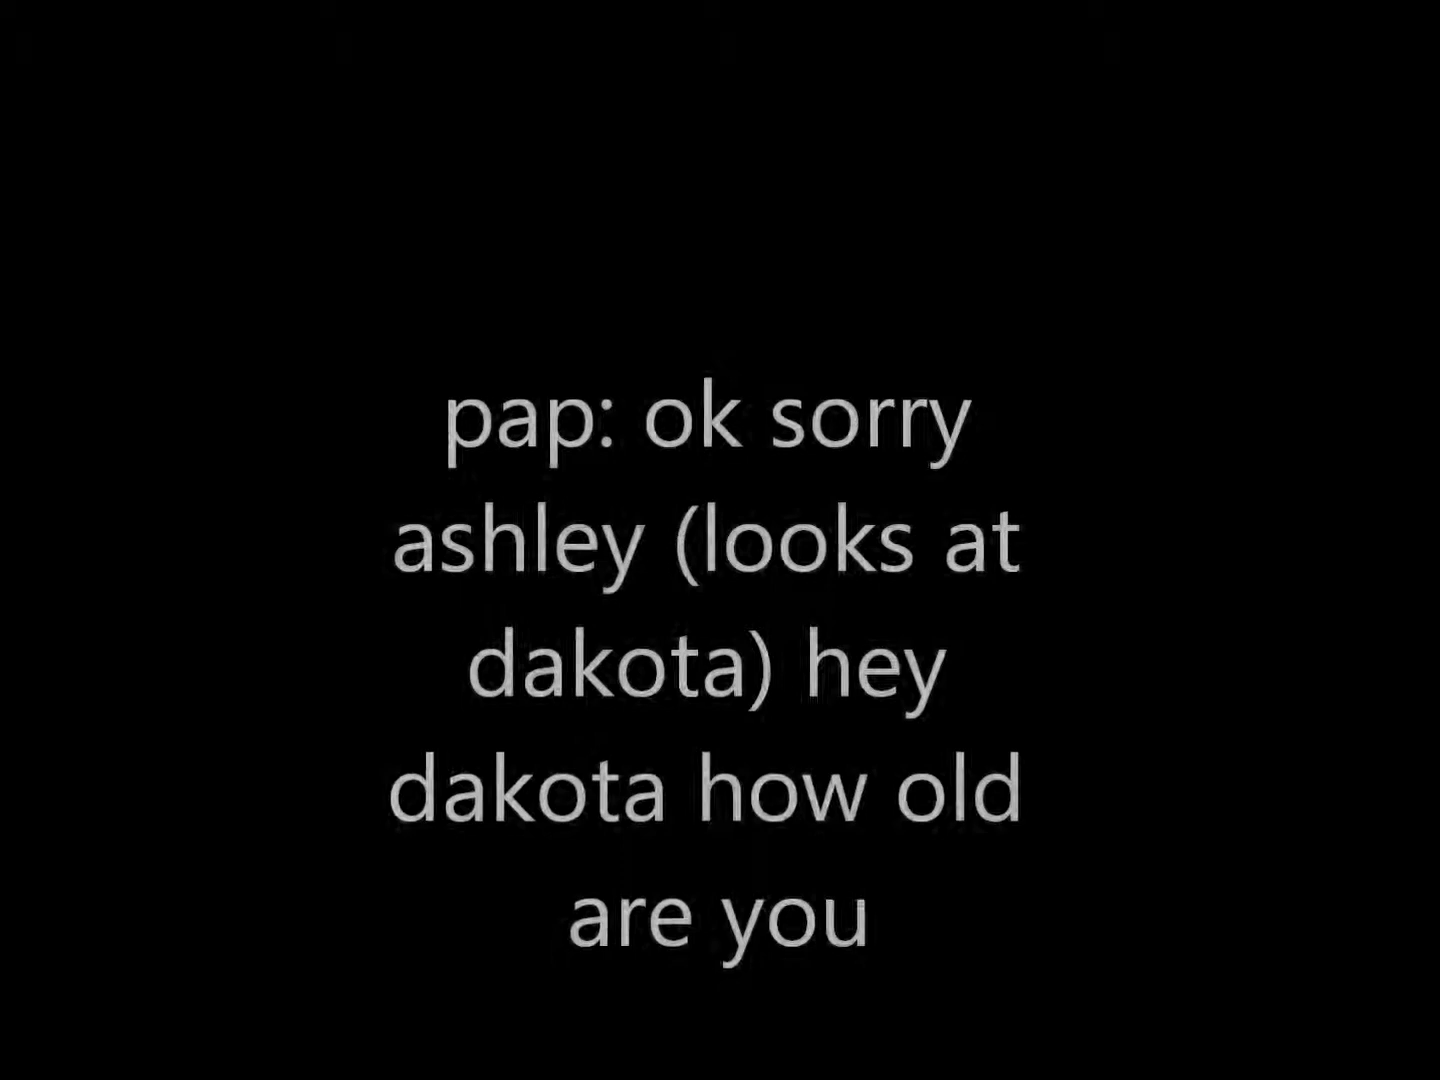 pap: ok sorry
ashley (looks at
dakota) hey
dakota how old
are you